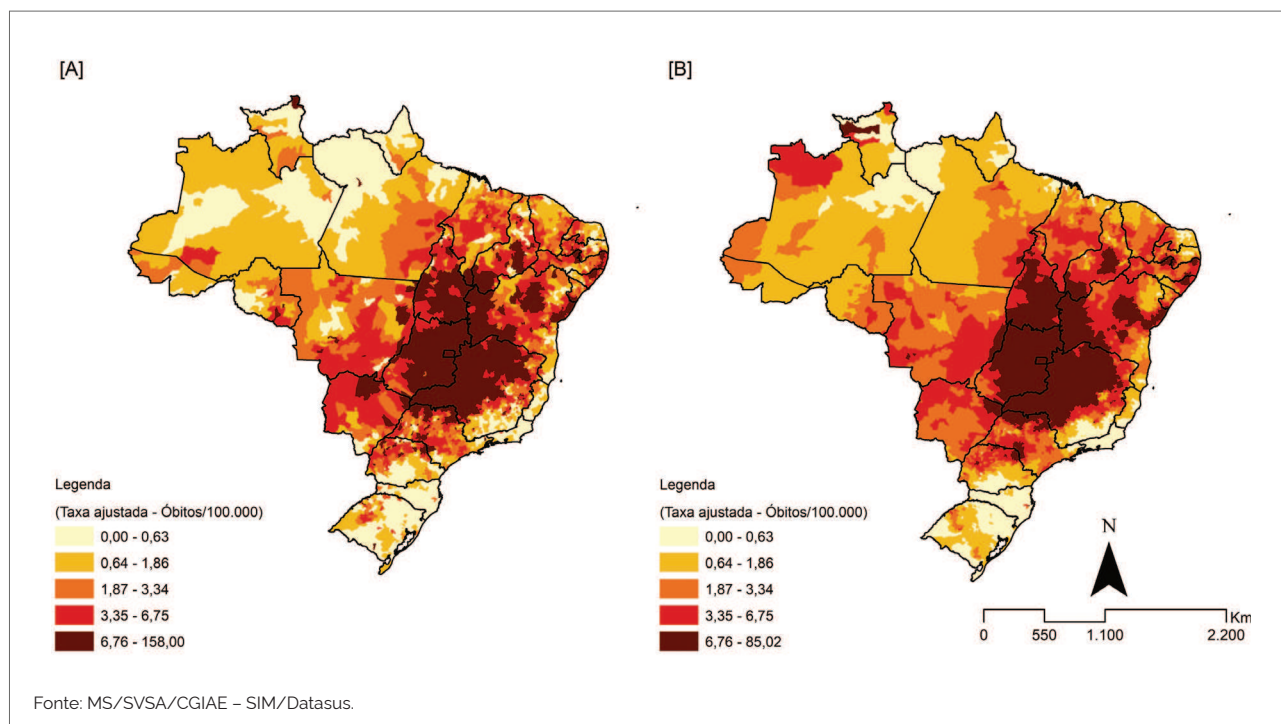 [A]
[B]
Legenda
(Taxa ajustada - Óbitos/100.000)
0,00 - 0,63
0,64 - 1,86
1,87 - 3,34
3,35 - 6,75
6,76 - 158,00
Legenda
(Taxa ajustada - Óbitos/100.000)
0,00 - 0,63
0,64 - 1,86
1,87 - 3,34
3,35 - 6,75
6,76 - 85,02
N
Km
0 550 1.100 2.200
Fonte: MS/SVSA/CGIAE – SIM/Datasus.